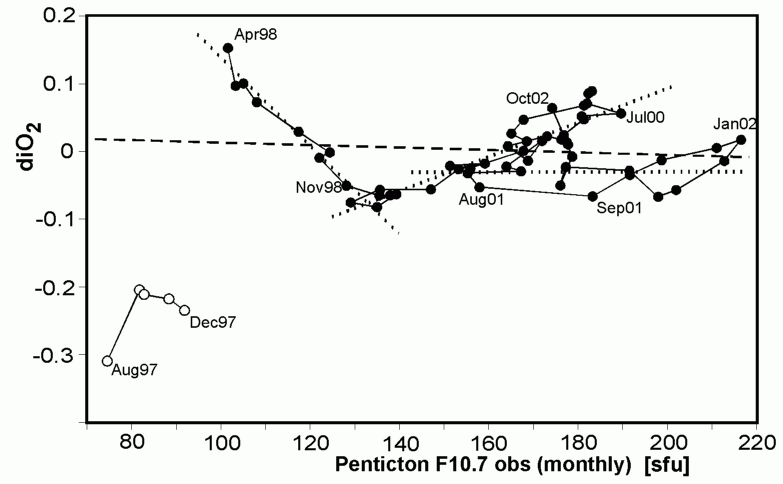 0.2
Apr98
0.1
Oct02
Jul00
Jan02
diO2
0
Nov98
Aug01
Sep01
-0.1
-0.2
Dec97
-0.3
Aug97
80 100 120 140 160 180 200 220
Penticton F10.7 obs (monthly) [sfu]